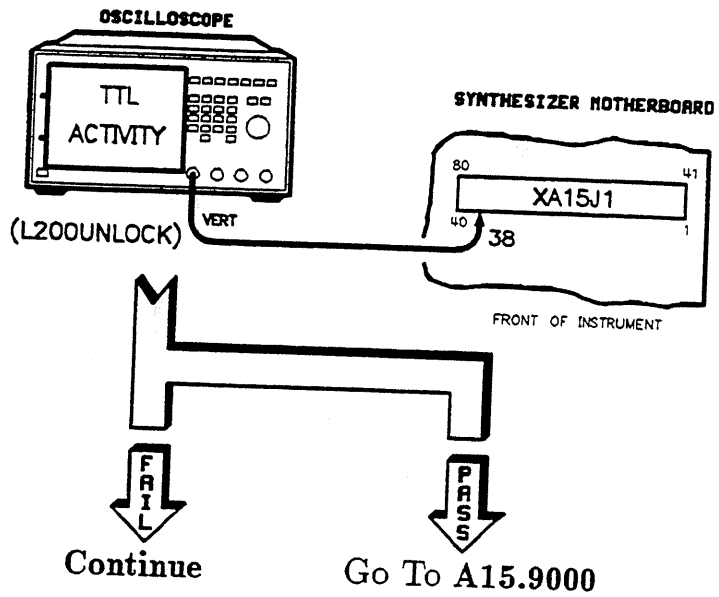 OSCILLOSCOPE
TTL
ACTIVITY
SYNTHESIZER MOTHERBOARD
80
41
XA15J1
40
1
38
VERT
(L200UNLOCK)
FRONT OF INSTRUMENT
FAIL
PASS
Continue
Go To A15.9000